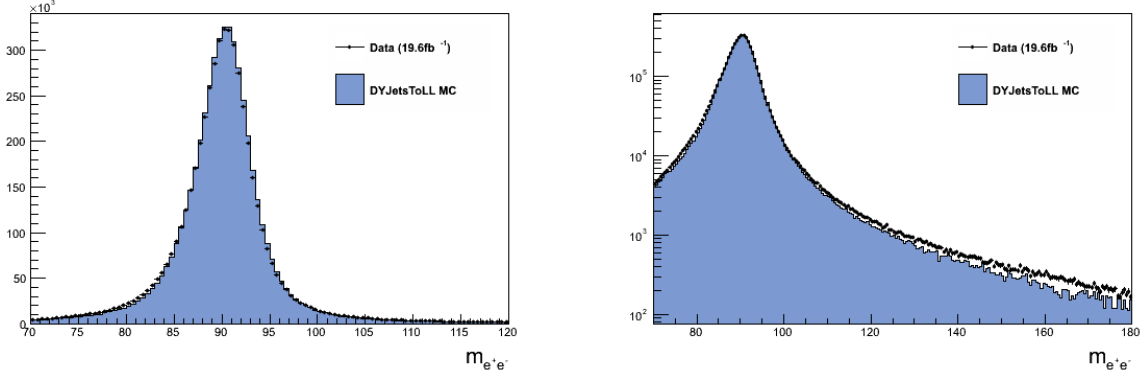 ×10³
300
250
200
150
100
50
0
70 75 80 85 90 95 100 105 110 115 120
m e⁺e⁻
Data (19.6fb ⁻¹)
DYJetsToLL MC
10⁵
10⁴
10³
10²
80 100 120 140 160 180
m e⁺e⁻
Data (19.6fb ⁻¹)
DYJetsToLL MC